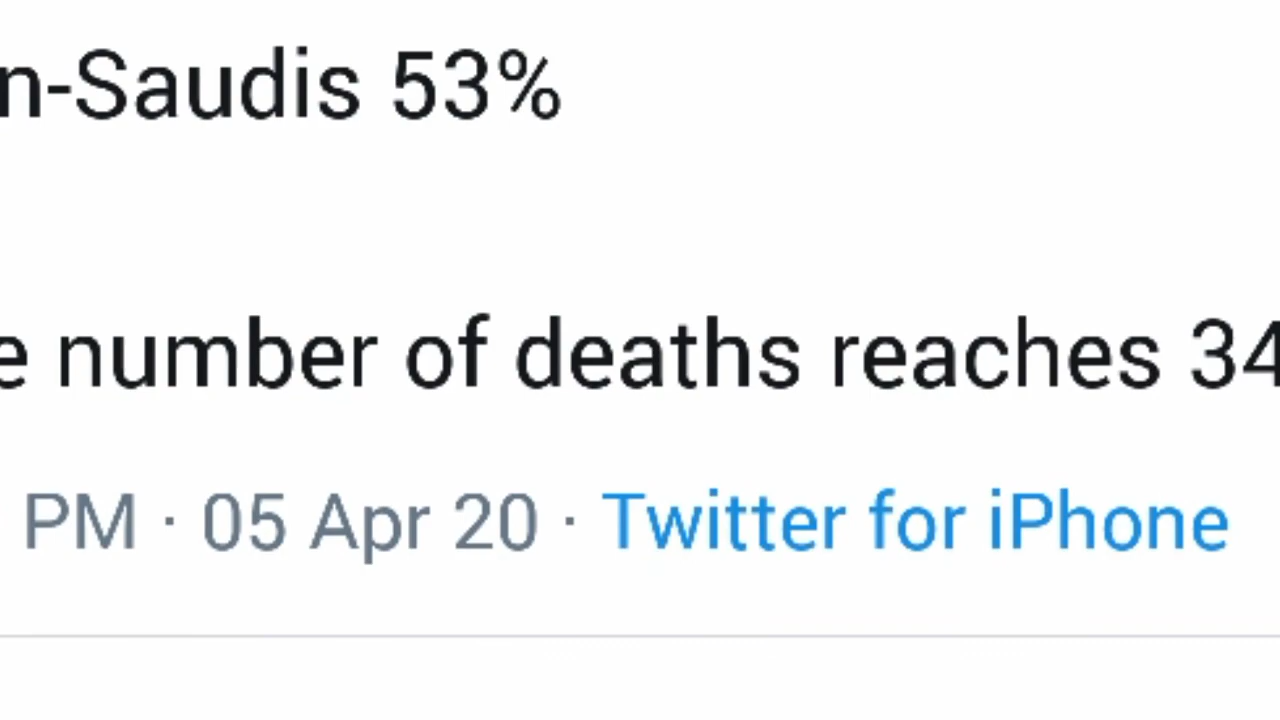 n-Saudis 53%
e number of deaths reaches 34
PM · 05 Apr 20 · Twitter for iPhone